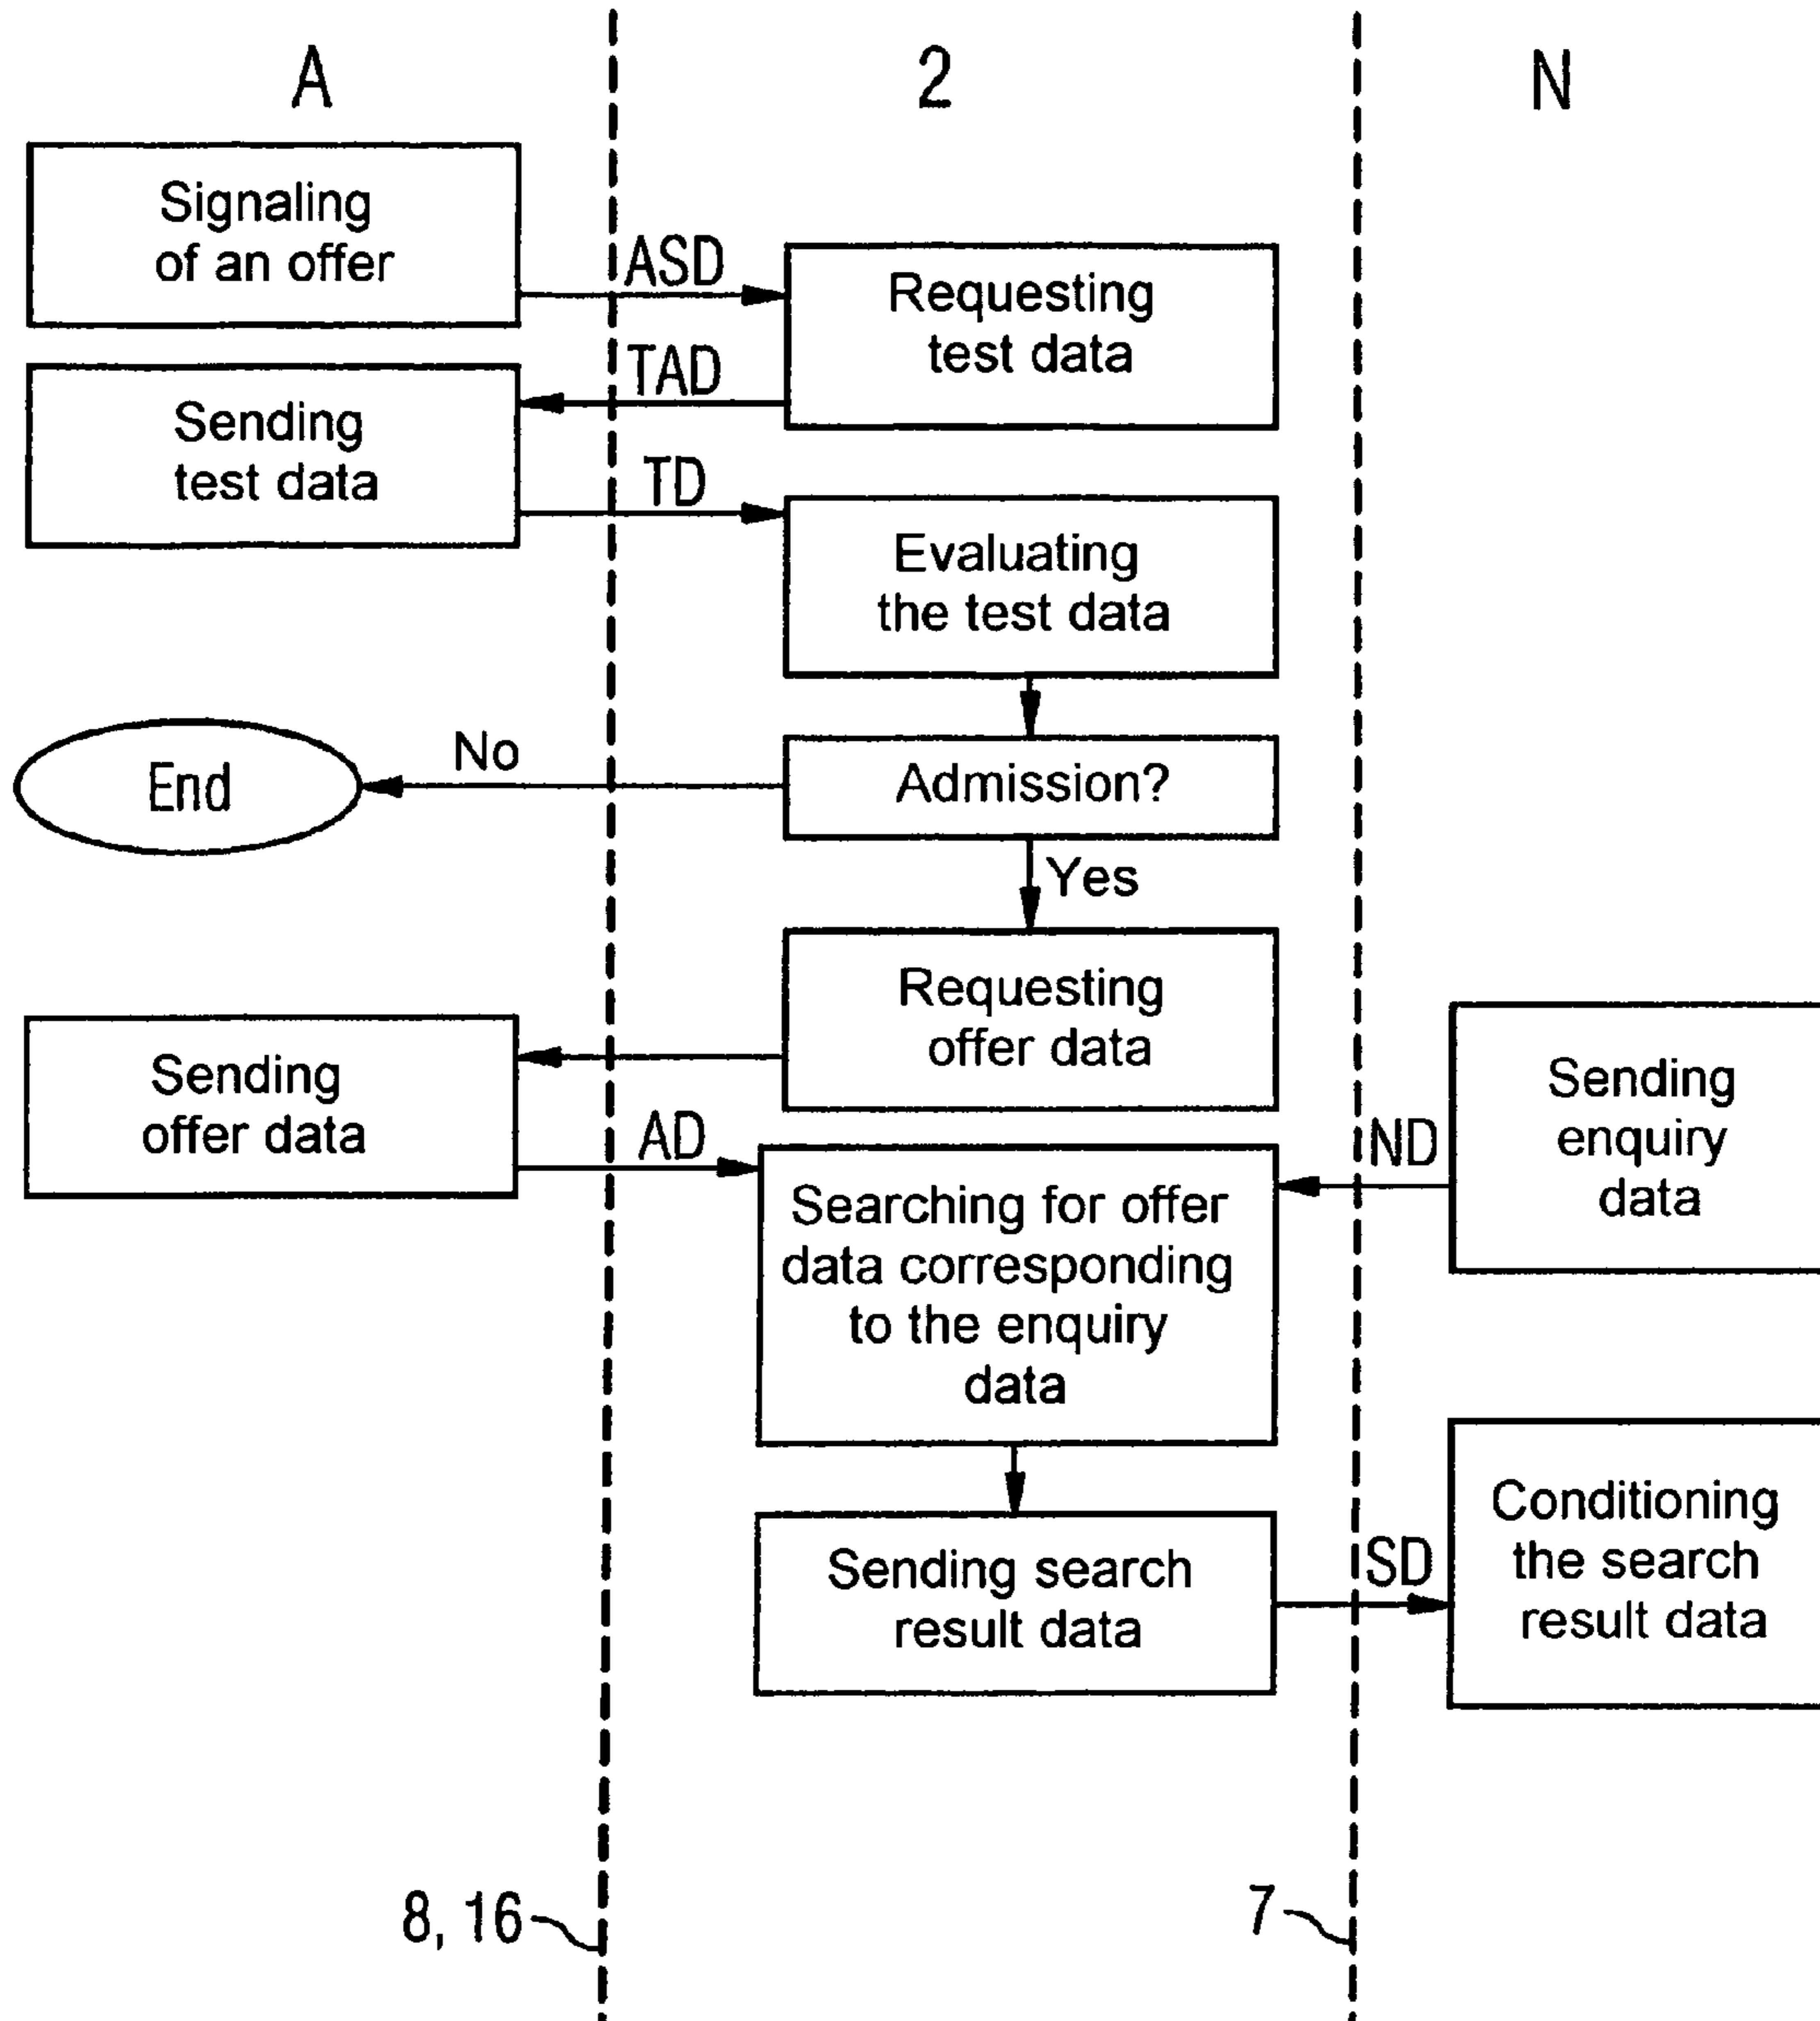 A
2
N
Signaling
of an offer
ASD
Requesting
test data
TAD
Sending
test data
TD
Evaluating
the test data
No
End
Admission?
Yes
Requesting
offer data
Sending
offer data
AD
ND
Sending
enquiry
data
Searching for offer
data corresponding
to the enquiry
data
Sending search
result data
SD
Conditioning
the search
result data
8, 16
7